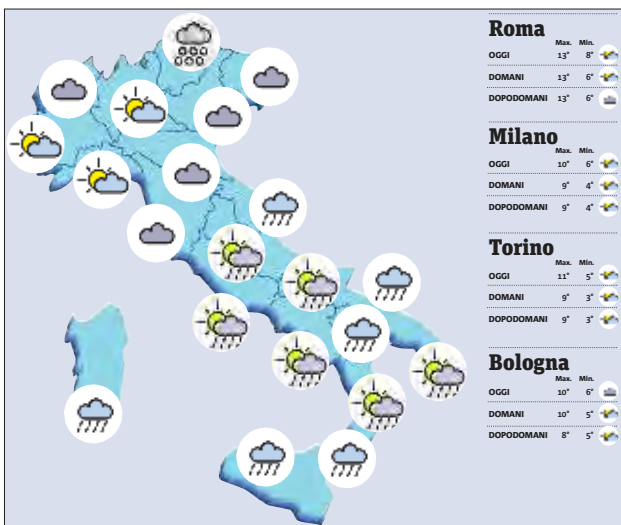 Roma
Max. Min.
OGGI 13° 8°
DOMANI 13° 6°
DOPODOMANI 13° 6°
Milano
Max. Min.
OGGI 10° 6°
DOMANI 9° 4°
DOPODOMANI 9° 4°
Torino
Max. Min.
OGGI 11° 5°
DOMANI 9° 3°
DOPODOMANI 9° 3°
Bologna
Max. Min.
OGGI 10° 6°
DOMANI 10° 5°
DOPODOMANI 8° 5°